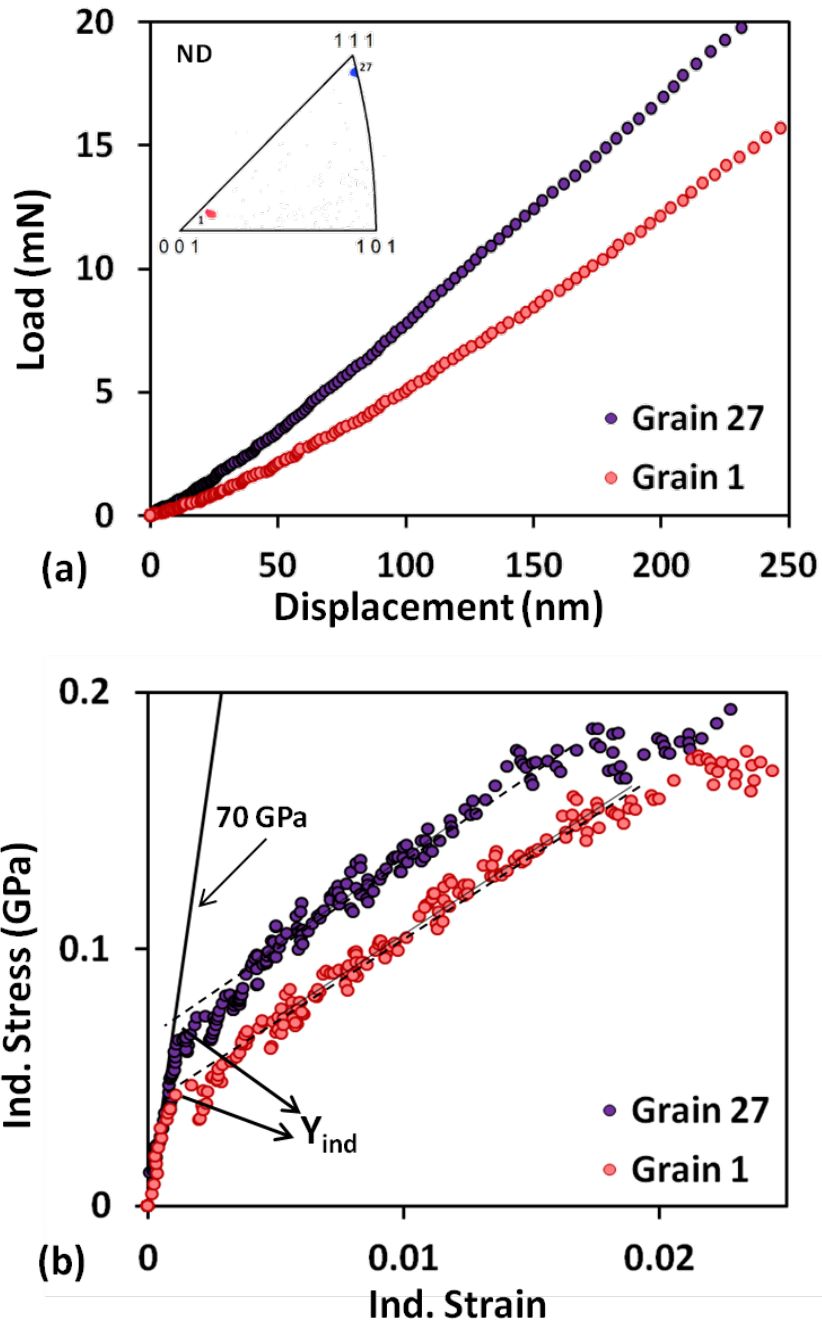 20
15
10
5
0
Load (mN)
ND
1 1 1
27
1
0 0 1
1 0 1
Grain 27
Grain 1
0 50 100 150 200 250
(a)
Displacement (nm)
0.2
0.1
0
Ind. Stress (GPa)
70 GPa
Yind
Grain 27
Grain 1
0 0.01 0.02
(b)
Ind. Strain